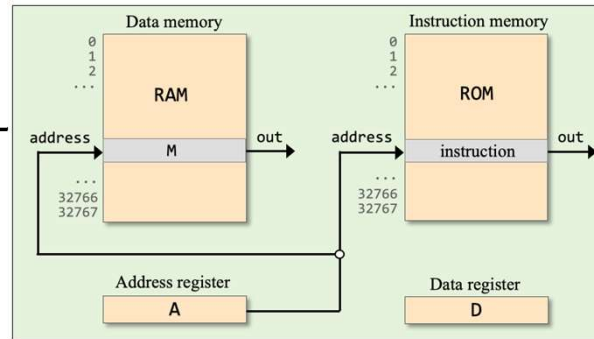 Data memory
0
1
2
...
RAM
address
M
out
...
32766
32767
Instruction memory
0
1
2
...
ROM
address
instruction
out
...
32766
32767
Address register
A
Data register
D